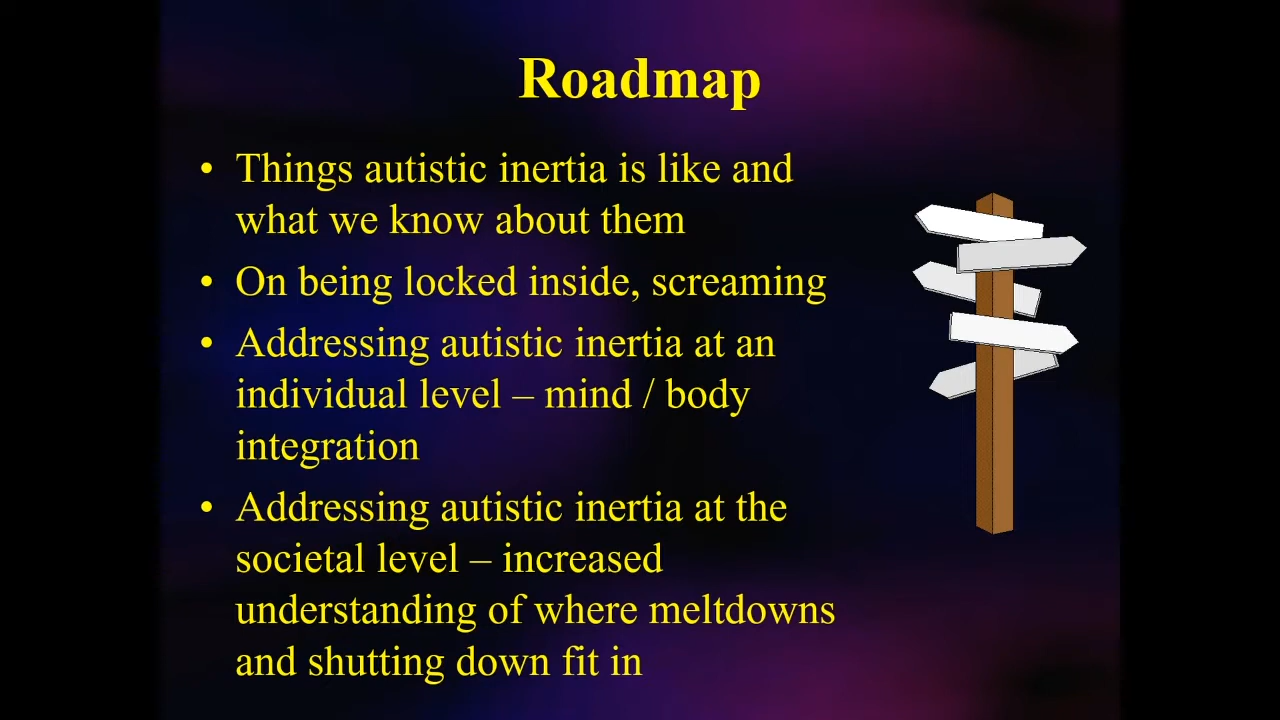 Roadmap
• Things autistic inertia is like and
what we know about them
• On being locked inside, screaming
• Addressing autistic inertia at an
individual level – mind / body
integration
• Addressing autistic inertia at the
societal level – increased
understanding of where meltdowns
and shutting down fit in